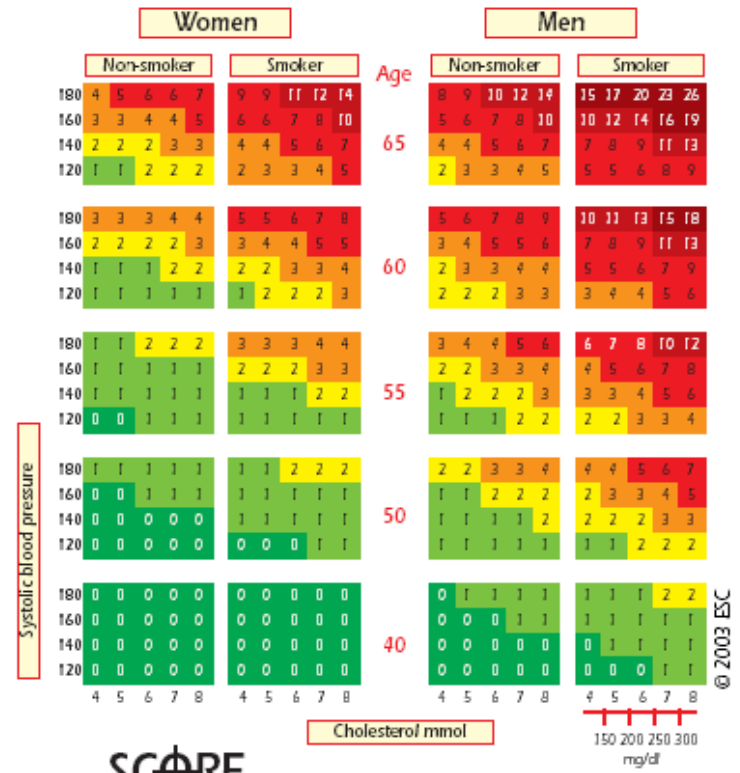 Women Men
Non-smoker Smoker Age Non-smoker Smoker
180 4 5 6 6 7 9 9 11 12 14 8 9 10 12 14 15 17 20 23 26
160 3 3 4 4 5 6 6 7 8 10 5 6 7 8 10 10 12 14 16 19
140 2 2 2 3 3 4 4 5 6 7 65 4 4 5 6 7 7 8 9 11 13
120 1 1 2 2 2 2 3 3 4 5 2 3 3 4 5 5 5 6 8 9
180 3 3 3 4 4 5 5 6 7 8 5 6 7 8 9 10 11 13 15 18
160 2 2 2 2 3 3 4 4 5 5 3 4 5 5 6 7 8 9 11 13
140 1 1 1 2 2 2 2 3 3 4 60 2 3 3 4 4 5 5 6 7 9
120 1 1 1 1 1 1 2 2 2 3 2 2 2 3 3 3 4 4 5 6
180 1 1 2 2 2 3 3 3 4 4 3 4 4 5 6 6 7 8 10 12
160 1 1 1 1 1 2 2 2 3 3 2 2 3 3 4 4 5 6 7 8
140 1 1 1 1 1 1 1 1 2 2 55 1 2 2 2 3 3 3 4 5 6
120 0 0 1 1 1 1 1 1 1 1 1 1 1 2 2 2 2 3 3 4
180 1 1 1 1 1 1 1 2 2 2 2 2 3 3 4 4 4 5 6 7
160 0 0 1 1 1 1 1 1 1 1 1 1 2 2 2 2 3 3 4 5
140 0 0 0 0 0 1 1 1 1 1 50 1 1 1 1 2 2 2 2 3 3
120 0 0 0 0 0 0 0 0 1 1 1 1 1 1 1 1 1 2 2 2
180 0 0 0 0 0 0 0 0 0 0 0 1 1 1 1 1 1 1 2 2
160 0 0 0 0 0 0 0 0 0 0 0 0 0 1 1 1 1 1 1 1
140 0 0 0 0 0 0 0 0 0 0 40 0 0 0 0 0 0 1 1 1 1
120 0 0 0 0 0 0 0 0 0 0 0 0 0 0 0 0 0 0 1 1
4 5 6 7 8 4 5 6 7 8 4 5 6 7 8 4 5 6 7 8
Systolic blood pressure
© 2003 ESC
Cholesterol mmol
150 200 250 300
mg/dl
SCORE